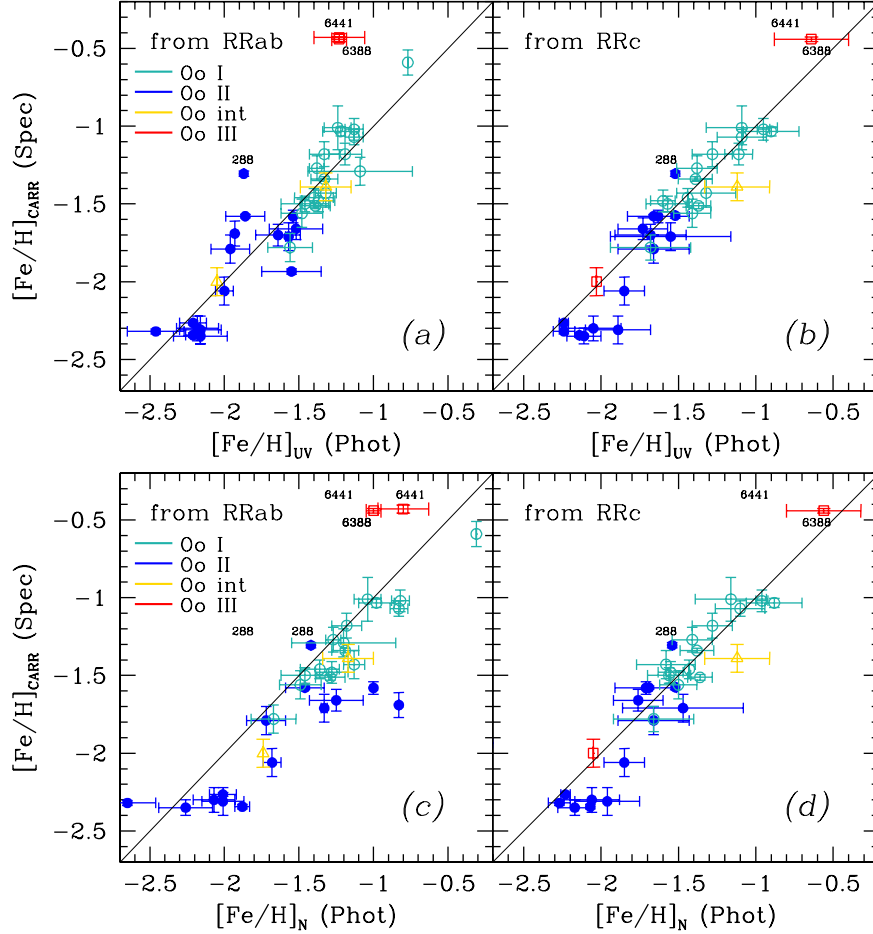 from RRab
6441
6388
Oo I
Oo II
Oo int
Oo III
288
(a)
from RRc
6441
6388
288
(b)
-0.5
-1
-1.5
-2
-2.5
[Fe/H]CARR (Spec)
-2.5 -2 -1.5 -1 -0.5
-2.5 -2 -1.5 -1 -0.5
[Fe/H]UV (Phot)
[Fe/H]UV (Phot)
from RRab
6441 6441
6388
Oo I
Oo II
Oo int
Oo III
288 288
(c)
from RRc
6441
6388
288
(d)
-0.5
-1
-1.5
-2
-2.5
[Fe/H]CARR (Spec)
-2.5 -2 -1.5 -1 -0.5
-2.5 -2 -1.5 -1 -0.5
[Fe/H]N (Phot)
[Fe/H]N (Phot)